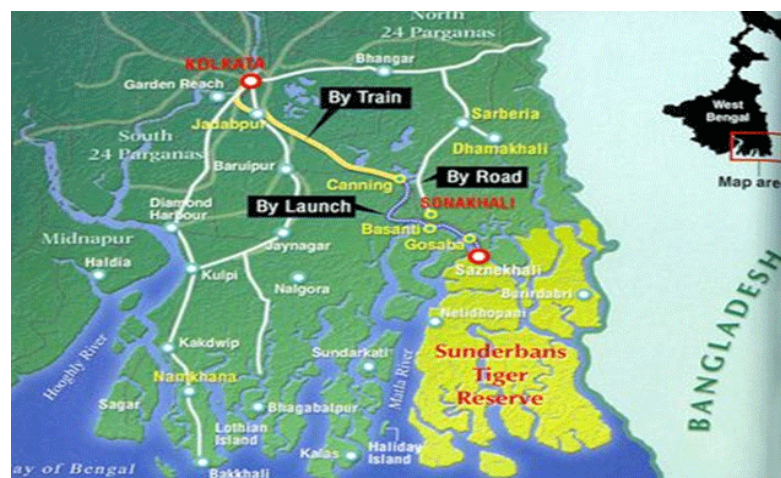 North
24 Parganas
KOLKATA
Bhangar
Garden Reach
By Train
West
Bengal
Jadabpur
Sarberia
South
24 Parganas
Dhamakhali
Baruipur
Map area
Canning
By Road
Diamond
Harbour
By Launch
SONAKHALI
Basanti
Midnapur
Jaynagar
Gosaba
Haldia
Kulpi
Saznekhali
Nalgora
Burirdabri
Netidhopani
BANGLADESH
Hooghly River
Kakdwip
Sundarkati
Matla River
Sunderbans
Tiger
Reserve
Namkhana
Sagar
Bhagabatpur
Lothian
Island
Haliday
Island
Kalas
Bakkhali
ay of Bengal